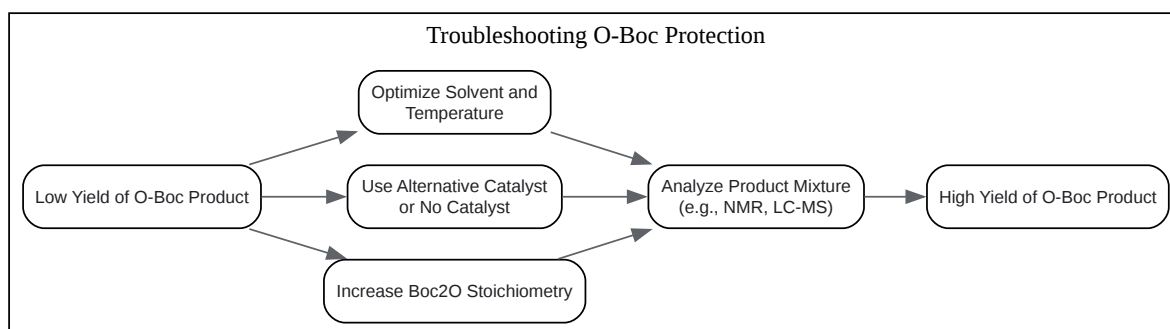 Troubleshooting O-Boc Protection
Optimize Solvent and
Temperature
Low Yield of O-Boc Product
Use Alternative Catalyst
or No Catalyst
Analyze Product Mixture
(e.g., NMR, LC-MS)
High Yield of O-Boc Product
Increase Boc2O Stoichiometry